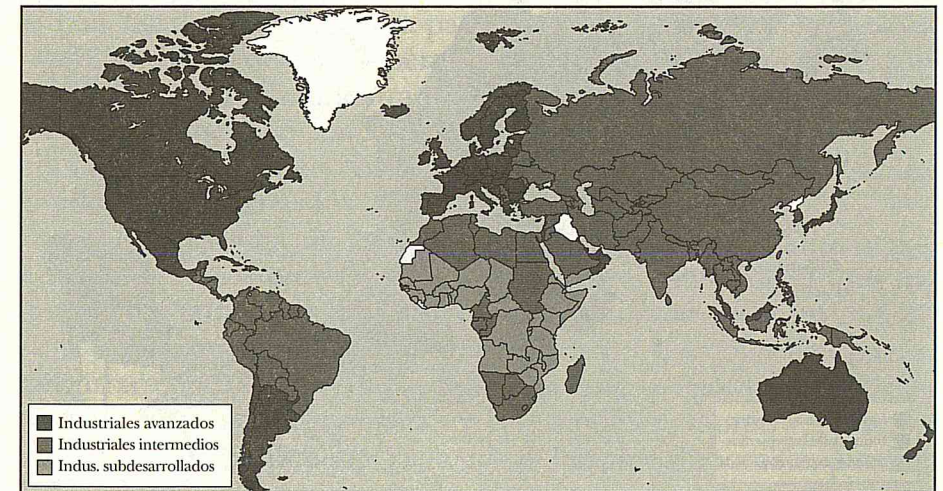 Industriales avanzados
Industriales intermedios
Indus. subdesarrollados